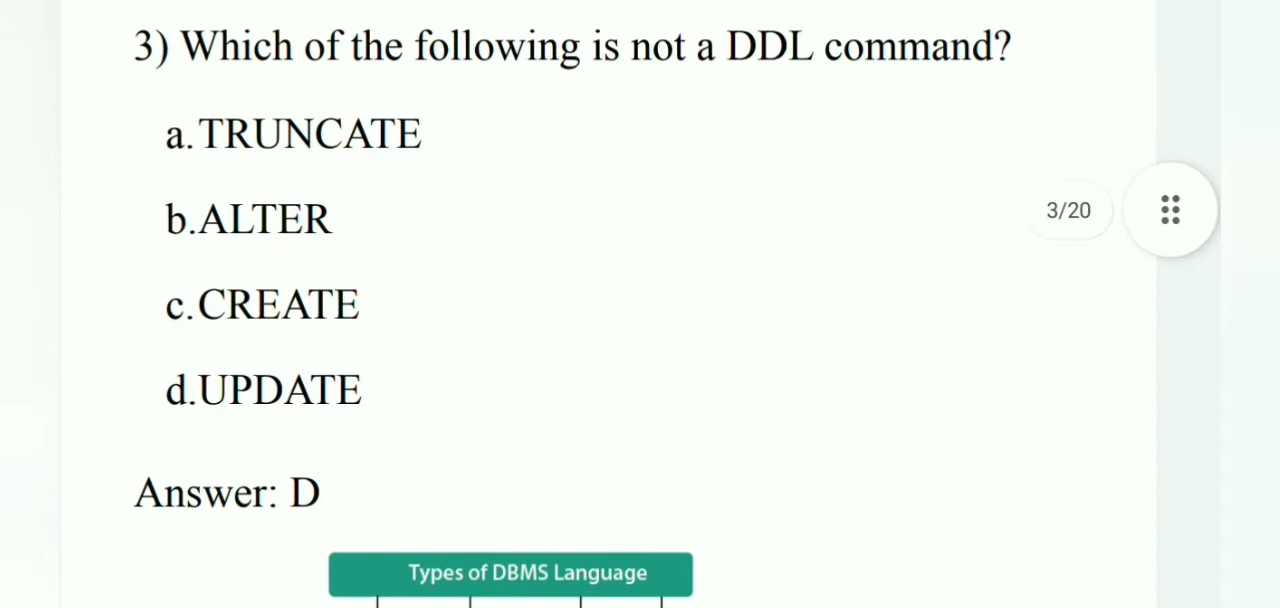 3) Which of the following is not a DDL command?
a. TRUNCATE
b.ALTER
3/20
c. CREATE
d.UPDATE
Answer: D
Types of DBMS Language